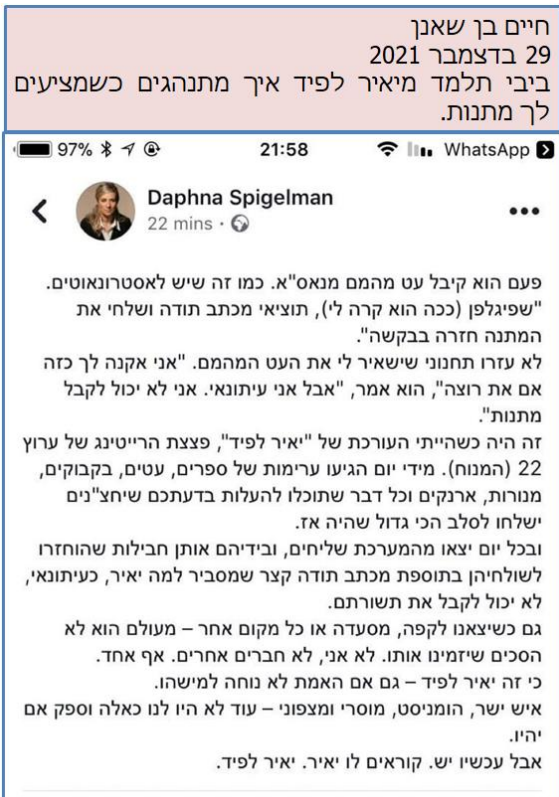 חיים בן שאנן
29 בדצמבר 2021
ביבי תלמד מיאיר לפיד איך מתנהגים כשמציעים
לך מתנות.
97% 21:58 WhatsApp
Daphna Spigelman
22 mins ·
פעם הוא קיבל עט מהמם מנאס"א. כמו זה שיש לאסטרונאוטים.
"שפיגלפן (ככה הוא קרה לי), תוציאי מכתב תודה ושלחי את
המתנה חזרה בבקשה".
לא עזרו תחנוני שישאיר לי את העט המהמם. "אני אקנה לך כזה
אם את רוצה", הוא אמר, "אבל אני עיתונאי. אני לא יכול לקבל
מתנות".
זה היה כשהייתי העורכת של "יאיר לפיד", פצצת הרייטינג של ערוץ
22 (המנוח). מידי יום הגיעו ערימות של ספרים, עטים, בקבוקים,
מנורות, ארנקים וכל דבר שתוכלו להעלות בדעתכם שיחצ"נים
ישלחו לסלב הכי גדול שהיה אז.
ובכל יום יצאו מהמערכת שליחים, ובידיהם אותן חבילות שהוחזרו
לשולחיהן בתוספת מכתב תודה קצר שמסביר למה יאיר, כעיתונאי,
לא יכול לקבל את תשורתם.
גם כשיצאנו לקפה, מסעדה או כל מקום אחר – מעולם הוא לא
הסכים שיזמינו אותו. לא אני, לא חברים אחרים. אף אחד.
כי זה יאיר לפיד – גם אם האמת לא נוחה למישהו.
איש ישר, הומניסט, מוסרי ומצפוני – עוד לא היו לנו כאלה וספק אם
יהיו.
אבל עכשיו יש. קוראים לו יאיר. יאיר לפיד.